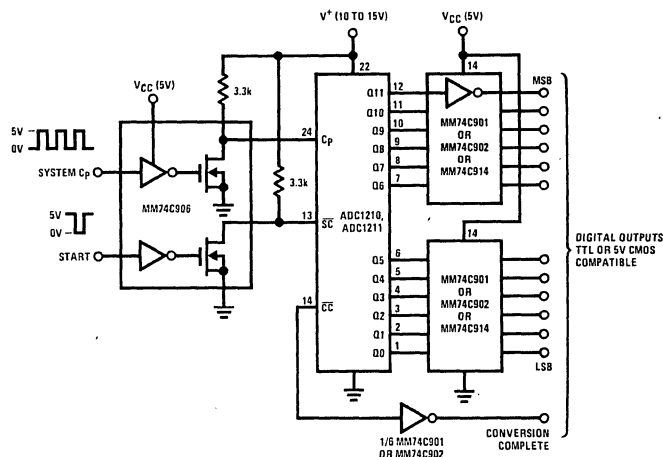 V+ (10 TO 15V)
VCC (5V)
22
14
VCC (5V)
3.3k
Q11 12
MSB
Q10 11
Q9 10
Q8 9
Q7 8
Q6 7
MM74C901
OR
MM74C902
OR
MM74C914
5V
0V
24 CP
SYSTEM CP
3.3k
MM74C906
ADC1210,
ADC1211
5V
0V
13 SC
START
14
DIGITAL OUTPUTS
TTL OR 5V CMOS
COMPATIBLE
Q5 6
Q4 5
Q3 4
Q2 3
Q1 2
Q0 1
MM74C901
OR
MM74C902
OR
MM74C914
14 CC
LSB
1/6 MM74C901
OR MM74C902
CONVERSION
COMPLETE